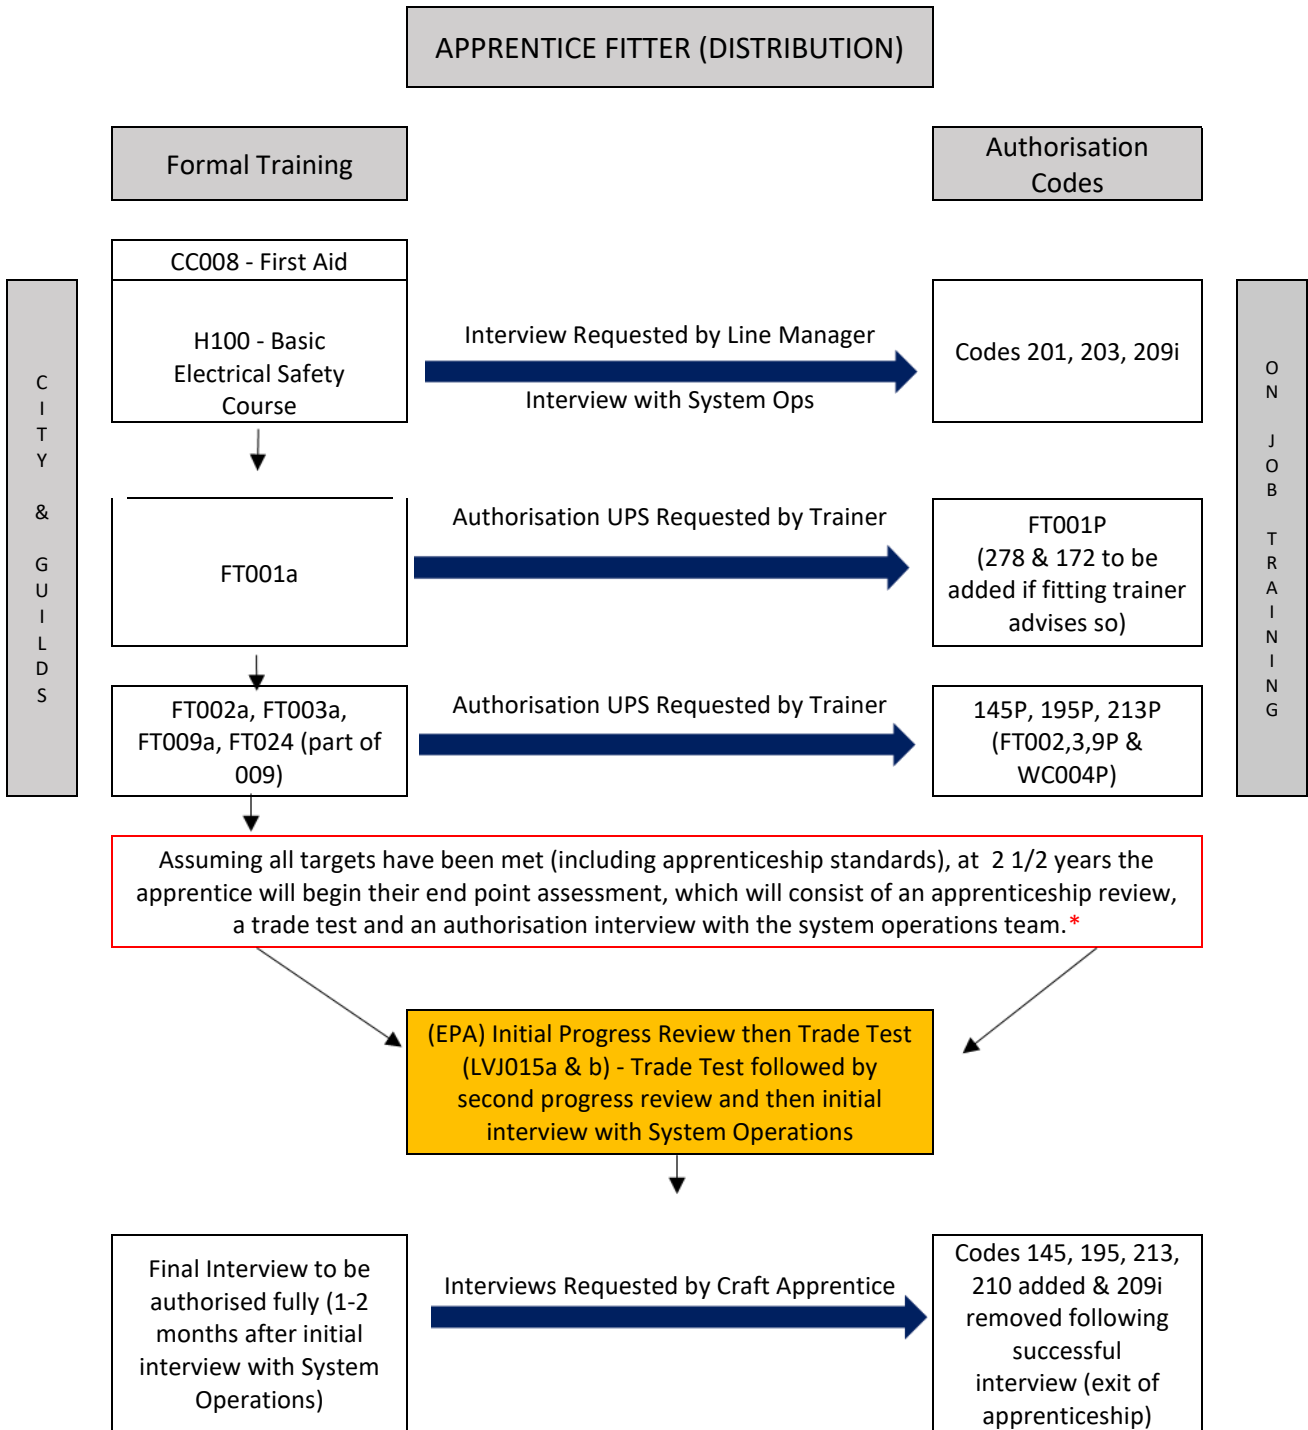 APPRENTICE FITTER (DISTRIBUTION)
Formal Training
Authorisation
Codes
CC008 - First Aid
H100 - Basic
Electrical Safety
Course
Interview Requested by Line Manager
Interview with System Ops
Codes 201, 203, 209i
CITY & GUILDS
ON JOB TRAINING
FT001a
Authorisation UPS Requested by Trainer
FT001P
(278 & 172 to be
added if fitting trainer
advises so)
FT002a, FT003a,
FT009a, FT024 (part of
009)
Authorisation UPS Requested by Trainer
145P, 195P, 213P
(FT002,3,9P &
WC004P)
Assuming all targets have been met (including apprenticeship standards), at  2 1/2 years the
apprentice will begin their end point assessment, which will consist of an apprenticeship review,
a trade test and an authorisation interview with the system operations team.*
(EPA) Initial Progress Review then Trade Test
(LVJ015a & b) - Trade Test followed by
second progress review and then initial
interview with System Operations
Final Interview to be
authorised fully (1-2
months after initial
interview with System
Operations)
Interviews Requested by Craft Apprentice
Codes 145, 195, 213,
210 added & 209i
removed following
successful
interview (exit of
apprenticeship)